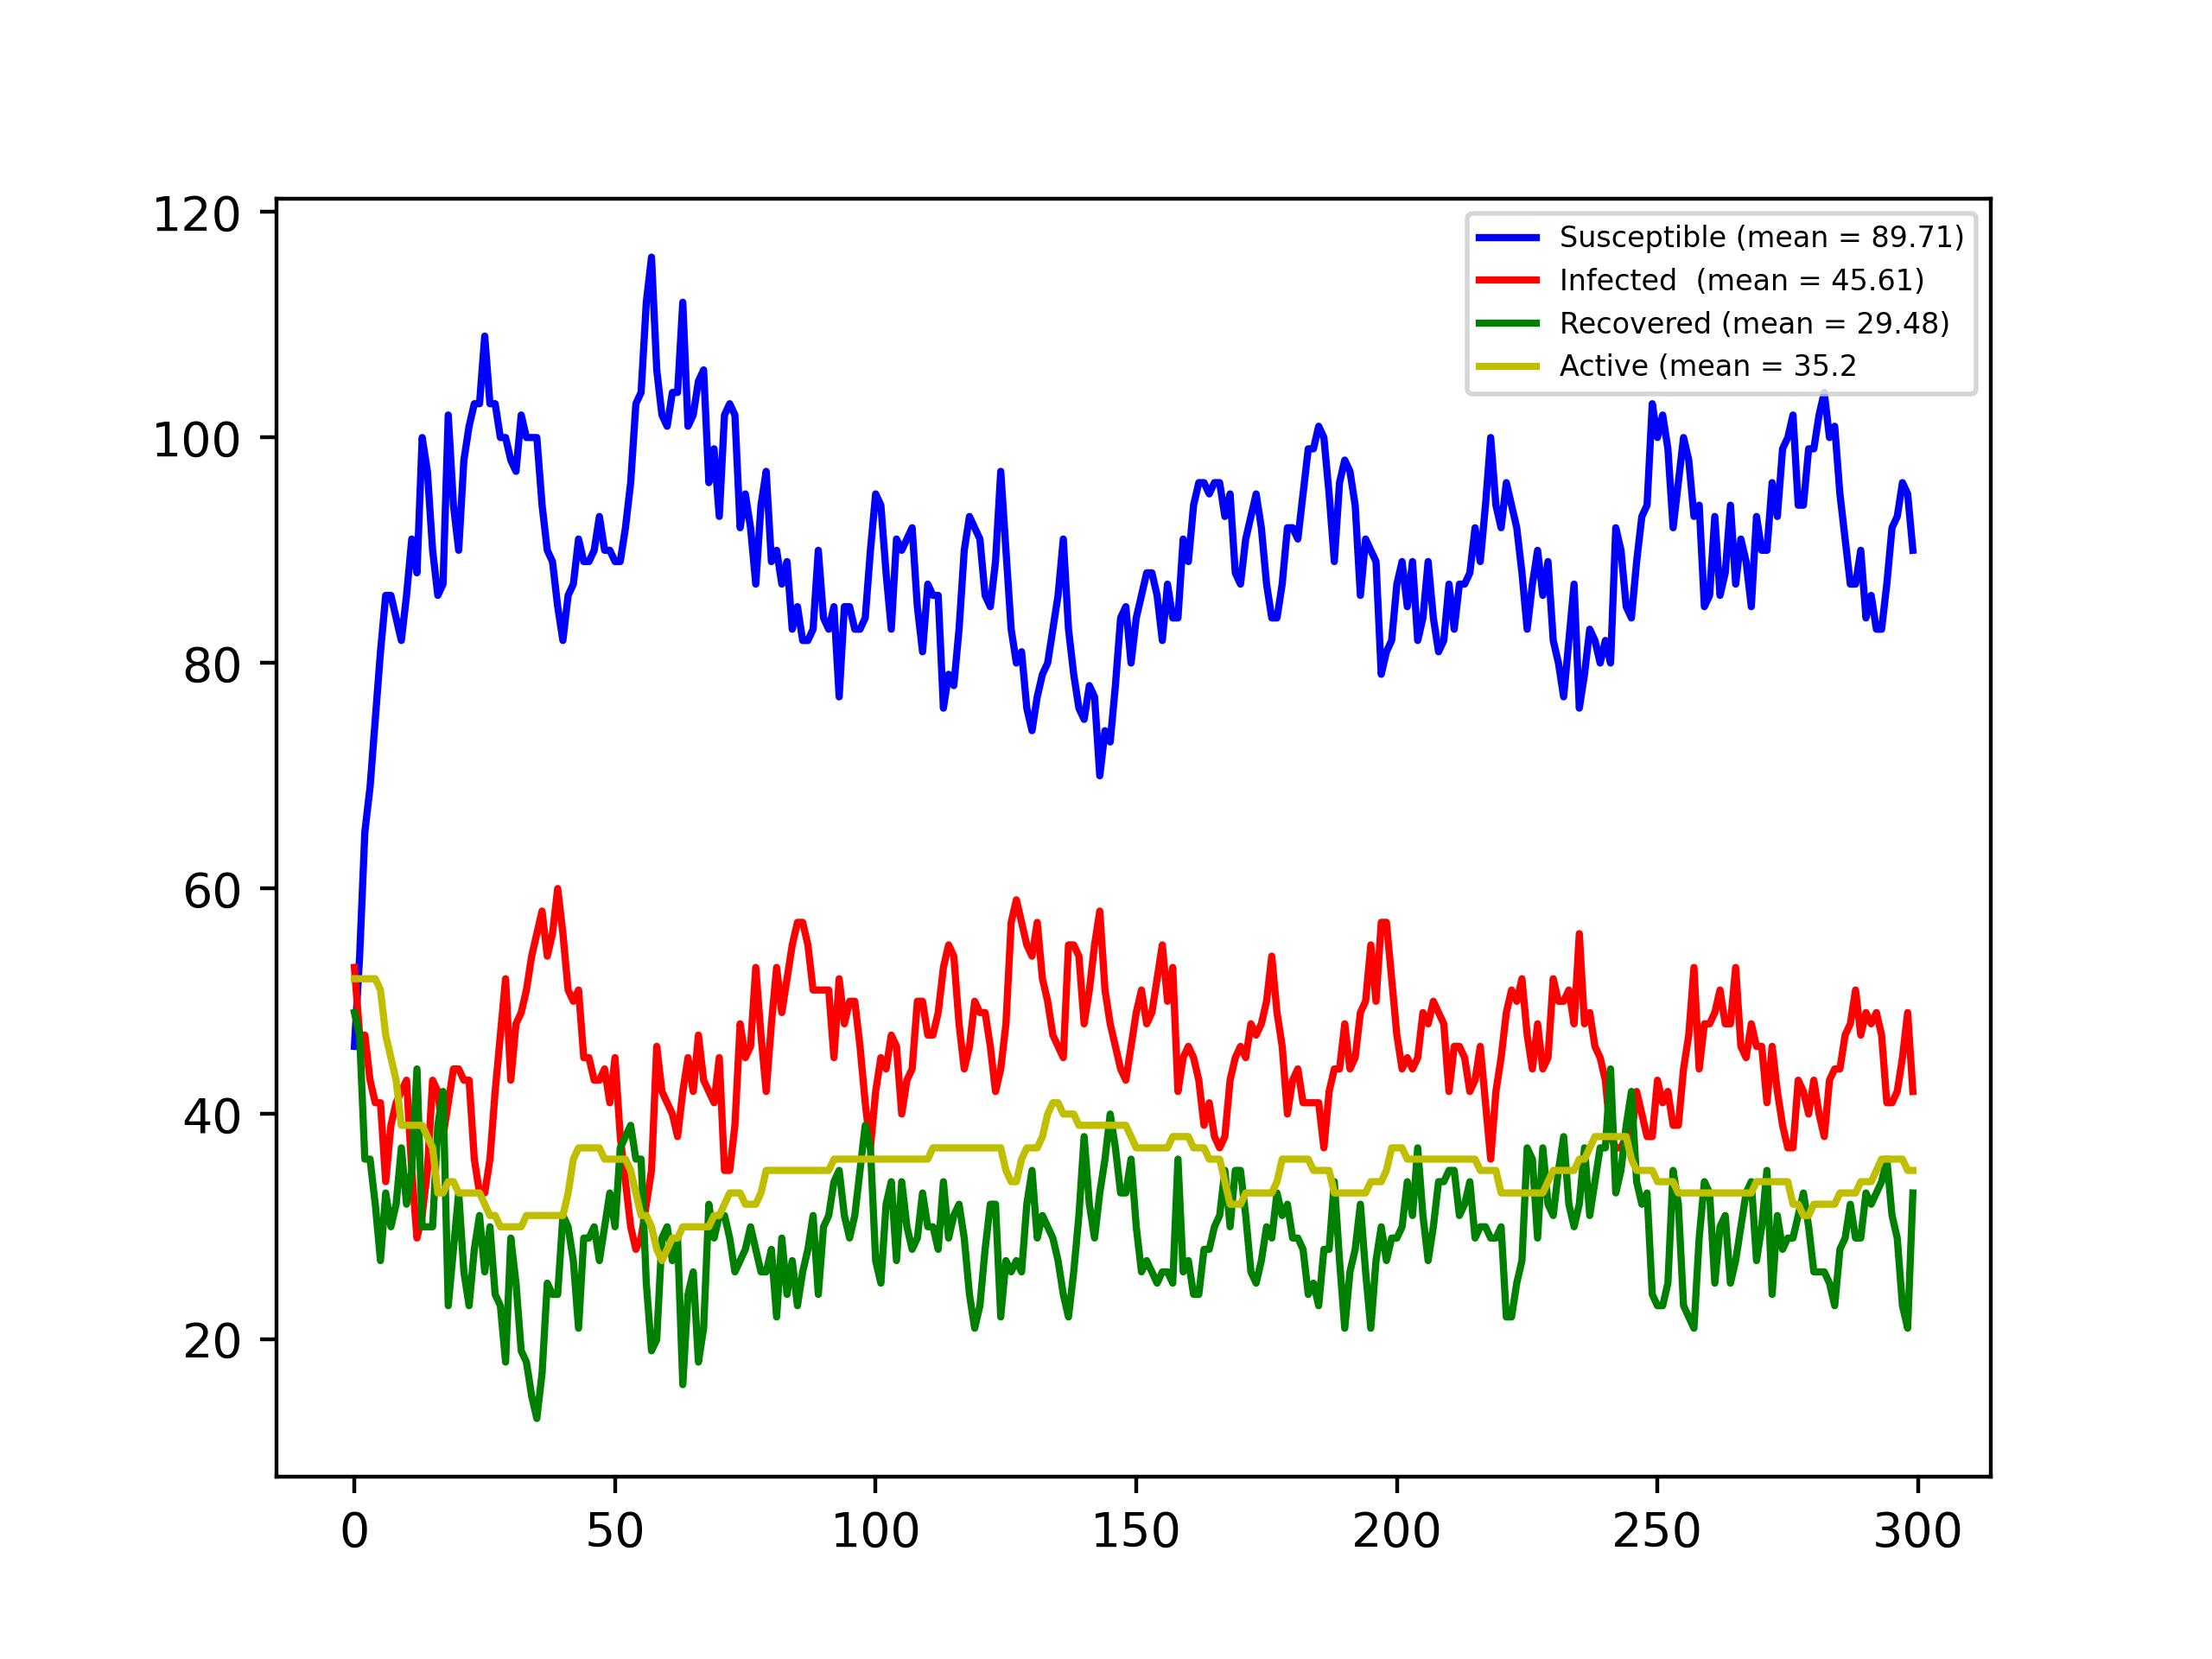 120
100
80
60
40
20
0 50 100 150 200 250 300
Susceptible (mean = 89.71)
Infected  (mean = 45.61)
Recovered (mean = 29.48)
Active (mean = 35.2